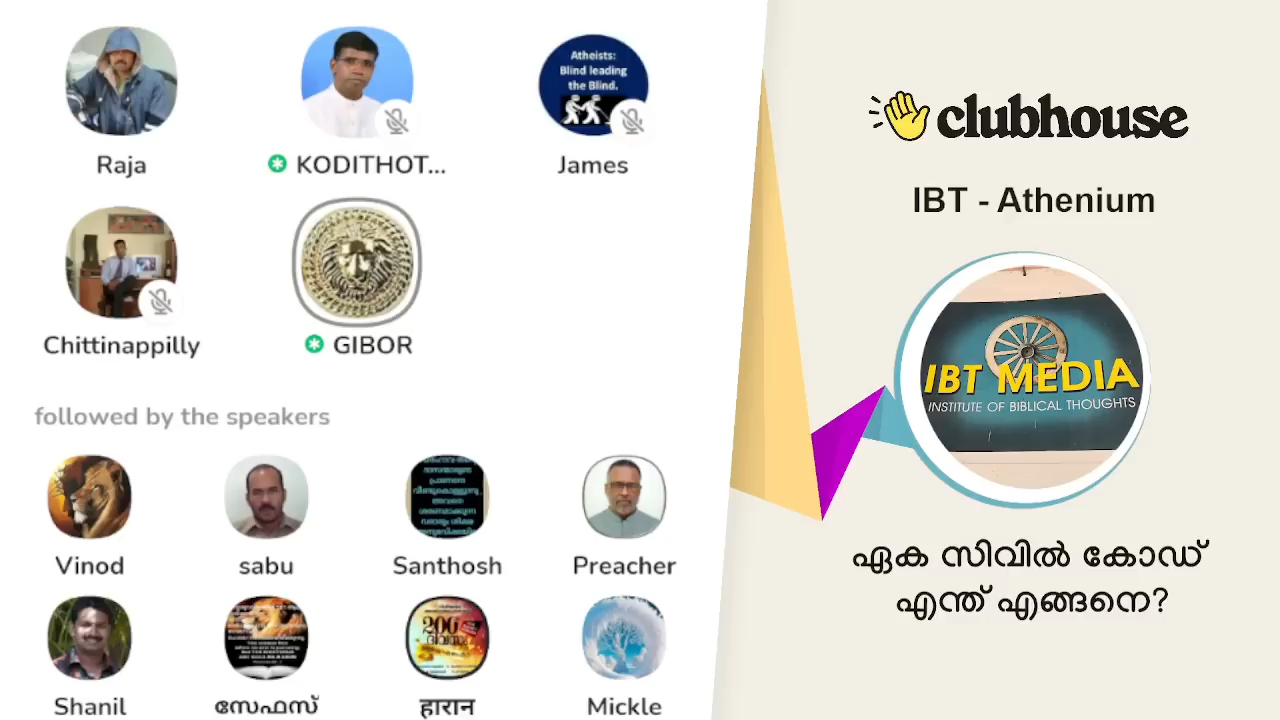 Atheists:
Blind leading
the Blind.
Raja
KODITHOT...
James
Chittinappilly
GIBOR
followed by the speakers
Vinod
sabu
Santhosh
Preacher
Shanil
സേഫസ്
हारान
Mickle
clubhouse
IBT - Athenium
IBT MEDIA
INSTITUTE OF BIBLICAL THOUGHTS
ഏക സിവിൽ കോഡ്
എന്ത് എങ്ങനെ?